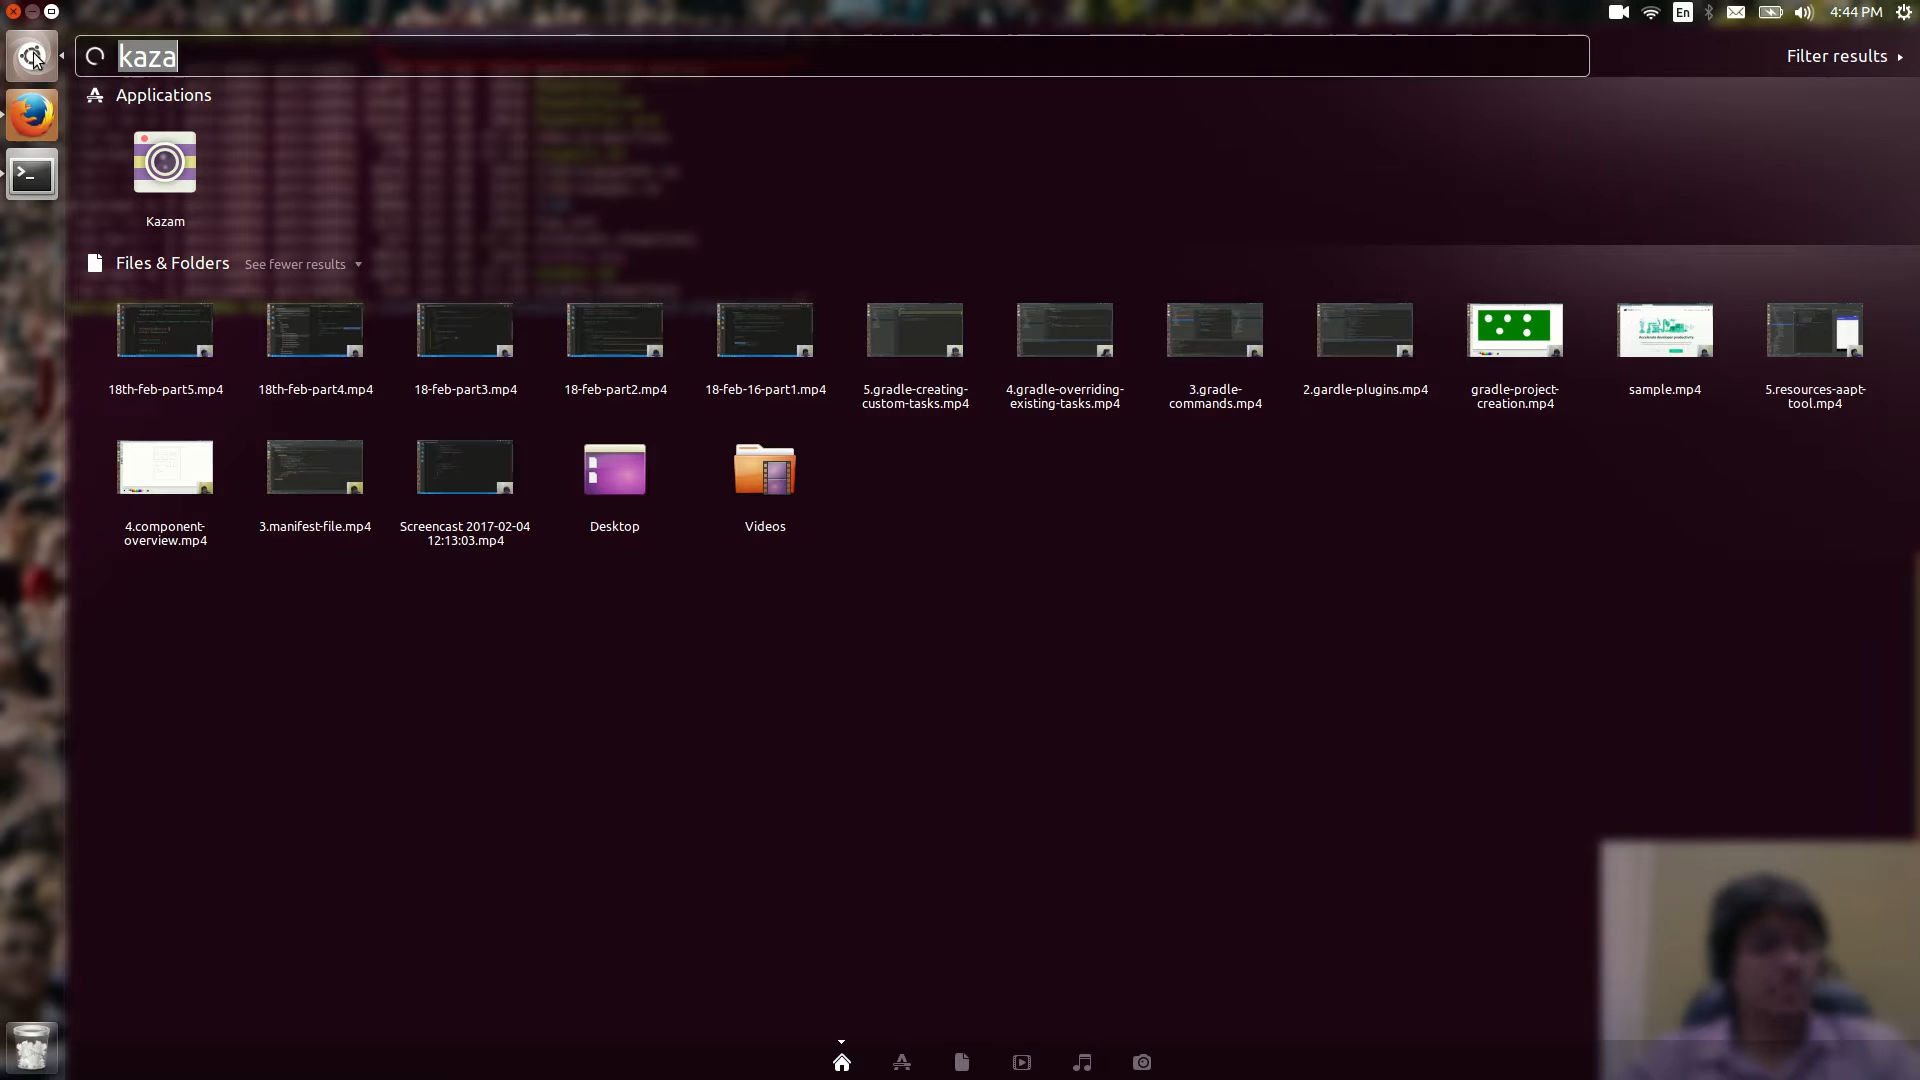 En
4:44 PM
kaza
Filter results
Applications
Kazam
Files & Folders See fewer results
18th-feb-part5.mp4
18th-feb-part4.mp4
18-feb-part3.mp4
18-feb-part2.mp4
18-feb-16-part1.mp4
5.gradle-creating-
custom-tasks.mp4
4.gradle-overriding-
existing-tasks.mp4
3.gradle-
commands.mp4
2.gardle-plugins.mp4
gradle-project-
creation.mp4
sample.mp4
5.resources-aapt-
tool.mp4
4.component-
overview.mp4
3.manifest-file.mp4
Screencast 2017-02-04
12:13:03.mp4
Desktop
Videos